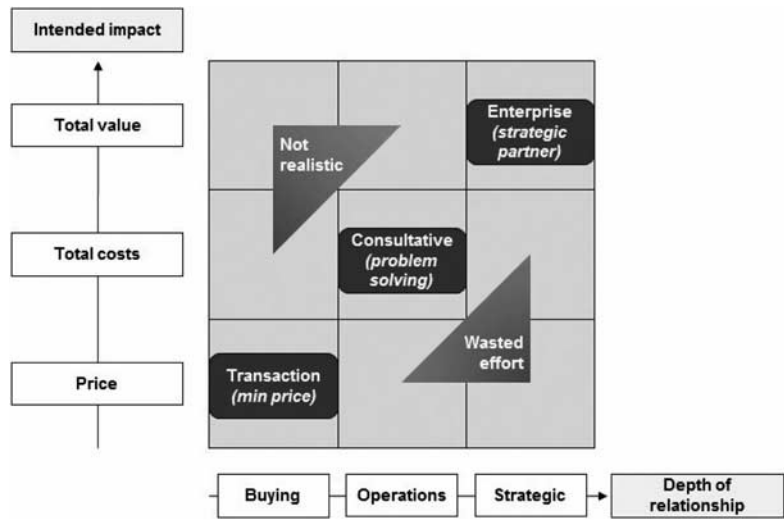 Intended impact
Total value
Total costs
Price
Not
realistic
Enterprise
(strategic
partner)
Consultative
(problem
solving)
Wasted
effort
Transaction
(min price)
Buying
Operations
Strategic
Depth of
relationship